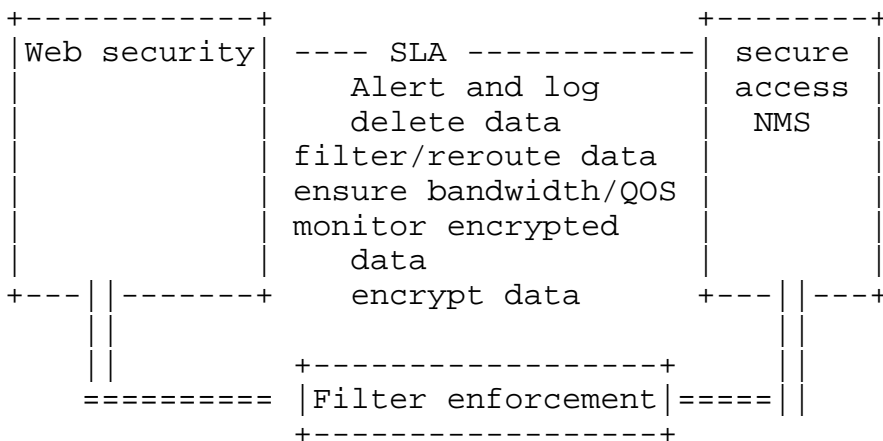 +------------+                            +--------+
|Web security| ---- SLA ------------| secure |
|            |    Alert and log     | access |
|            |    delete data       |  NMS   |
|            | filter/reroute data  |        |
|            | ensure bandwidth/QOS |        |
|            | monitor encrypted    |        |
|            |    data              |        |
+---||-------+    encrypt data      +---||---+
    ||                                  ||
    ||         +------------------+     ||
    ========== |Filter enforcement|=====||
               +------------------+